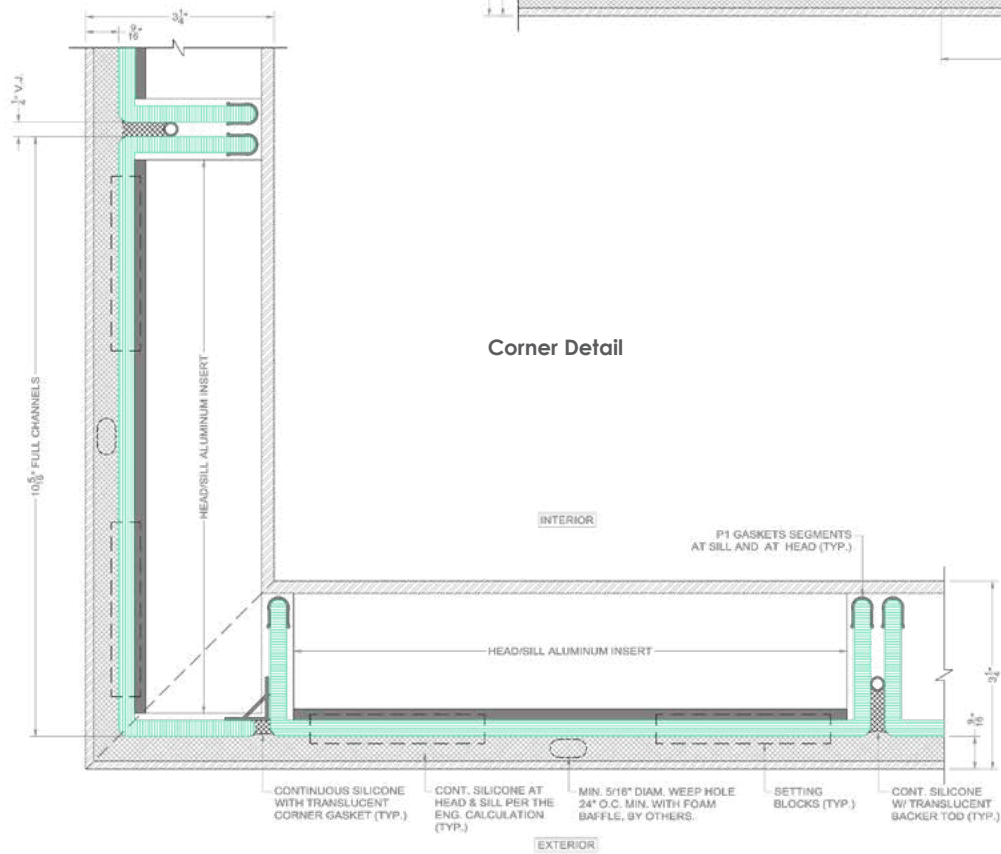 3 1/4"
9/16"
1/4" V.J.
10 5/16" FULL CHANNELS
HEAD/SILL ALUMINUM INSERT
Corner Detail
INTERIOR
P1 GASKETS SEGMENTS
AT SILL AND AT HEAD (TYP.)
HEAD/SILL ALUMINUM INSERT
3 1/4"
9/16"
CONTINUOUS SILICONE
WITH TRANSLUCENT
CORNER GASKET (TYP.)
CONT. SILICONE AT
HEAD & SILL PER THE
ENG. CALCULATION
(TYP.)
MIN. 5/16" DIAM. WEEP HOLE
24" O.C. MIN. WITH FOAM
BAFFLE, BY OTHERS.
SETTING
BLOCKS (TYP.)
CONT. SILICONE
W/ TRANSLUCENT
BACKER TOD (TYP.)
EXTERIOR